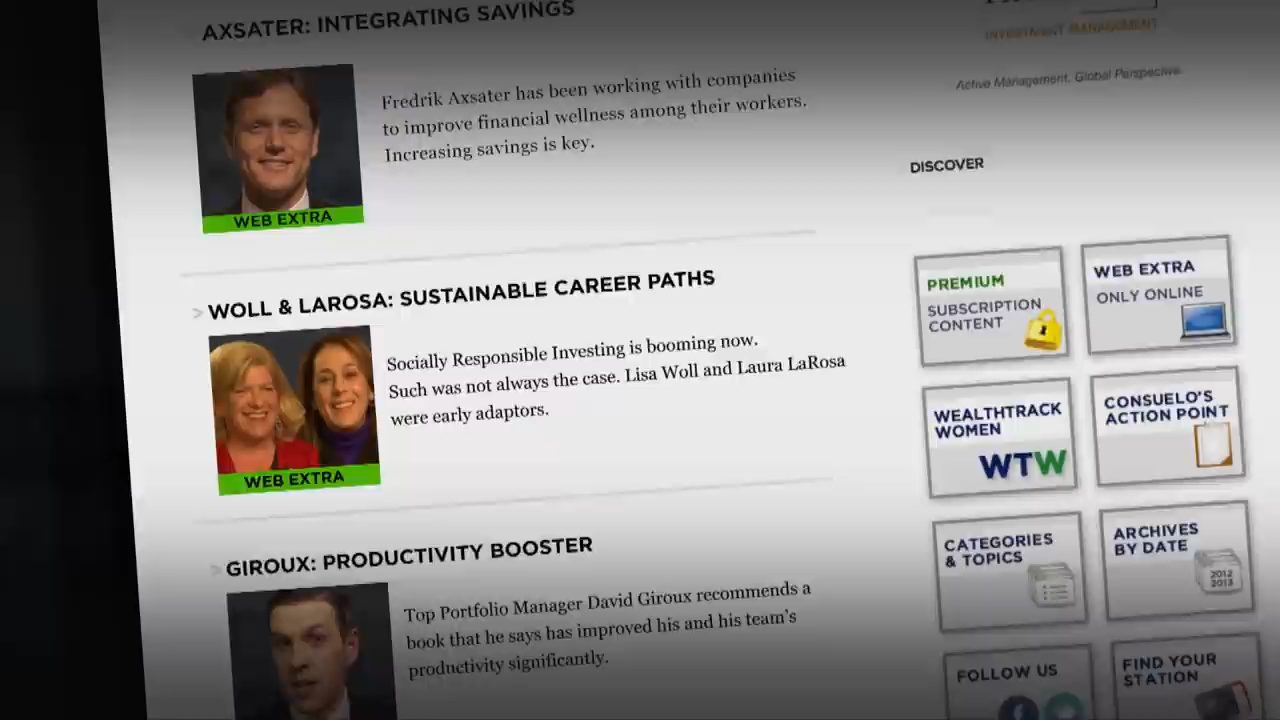 AXSATER: INTEGRATING SAVINGS
Fredrik Axsater has been working with companies
to improve financial wellness among their workers.
Increasing savings is key.
WEB EXTRA
WOLL & LAROSA: SUSTAINABLE CAREER PATHS
Socially Responsible Investing is booming now.
Such was not always the case. Lisa Woll and Laura LaRosa
were early adaptors.
WEB EXTRA
GIROUX: PRODUCTIVITY BOOSTER
Top Portfolio Manager David Giroux recommends a
book that he says has improved his and his team's
productivity significantly.
INVESTMENT MANAGEMENT
Active Management. Global Perspective.
DISCOVER
PREMIUM
SUBSCRIPTION
CONTENT
WEB EXTRA
ONLY ONLINE
WEALTHTRACK
WOMEN
WTW
CONSUELO'S
ACTION POINT
CATEGORIES
& TOPICS
ARCHIVES
BY DATE
2012
2013
FOLLOW US
FIND YOUR
STATION